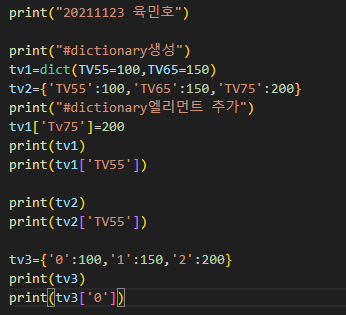 print("20211123 육민호")
print("#dictionary생성")
tv1=dict(TV55=100,TV65=150)
tv2={'TV55':100,'TV65':150,'TV75':200}
print("#dictionary엘리먼트 추가")
tv1['Tv75']=200
print(tv1)
print(tv1['TV55'])
print(tv2)
print(tv2['TV55'])
tv3={'0':100,'1':150,'2':200}
print(tv3)
print(tv3['0'])